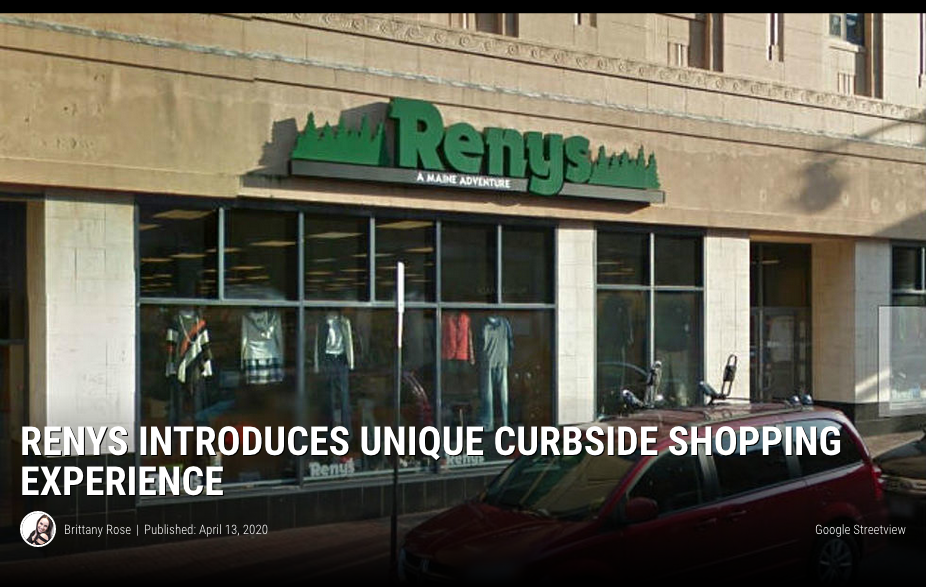 Renys
A MAINE ADVENTURE
Renys
Renys
RENYS INTRODUCES UNIQUE CURBSIDE SHOPPING
EXPERIENCE
Brittany Rose | Published: April 13, 2020
Google Streetview